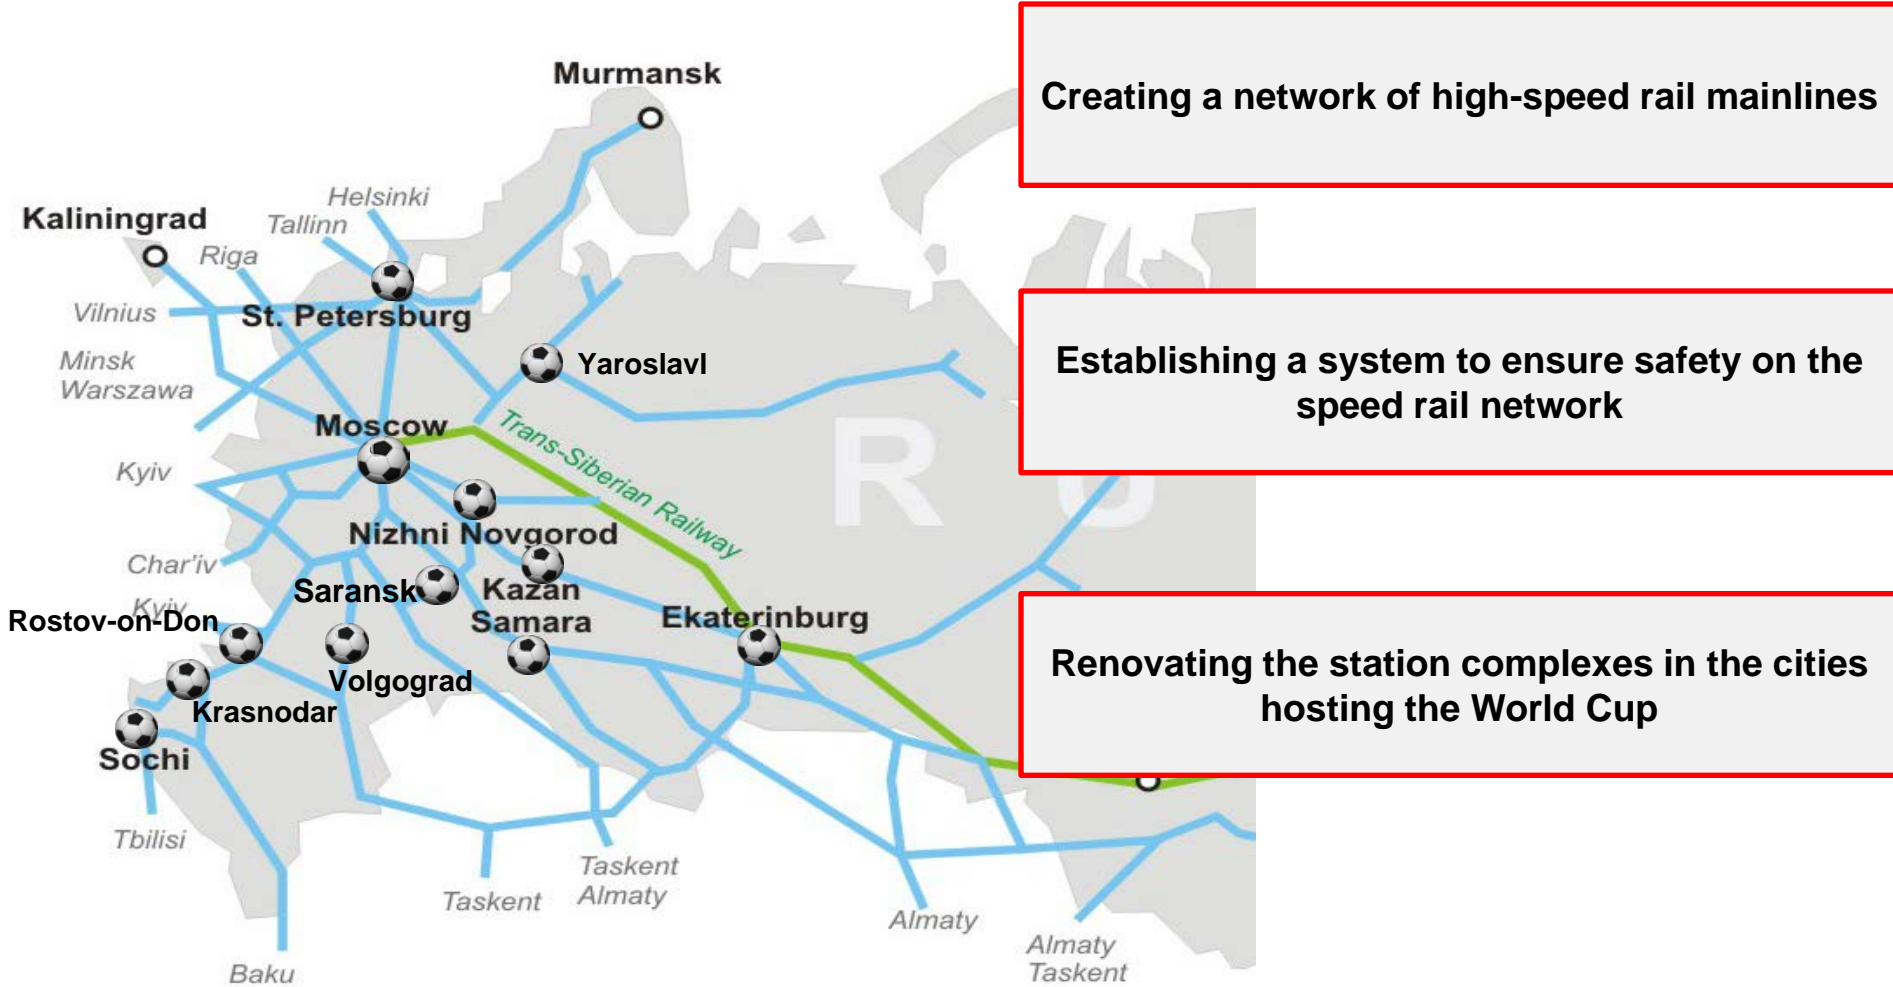 Murmansk
Creating a network of high-speed rail mainlines
Helsinki
Kaliningrad
Tallinn
Riga
Vilnius
St. Petersburg
Minsk
Warszawa
Yaroslavl
Establishing a system to ensure safety on the
speed rail network
Moscow
Trans-Siberian Railway
R U
Kyiv
Nizhni Novgorod
Char'iv
Saransk
Kazan
Kyiv
Rostov-on-Don
Samara
Ekaterinburg
Renovating the station complexes in the cities
hosting the World Cup
Volgograd
Krasnodar
Sochi
Tbilisi
Taskent
Taskent
Almaty
Almaty
Almaty
Taskent
Baku